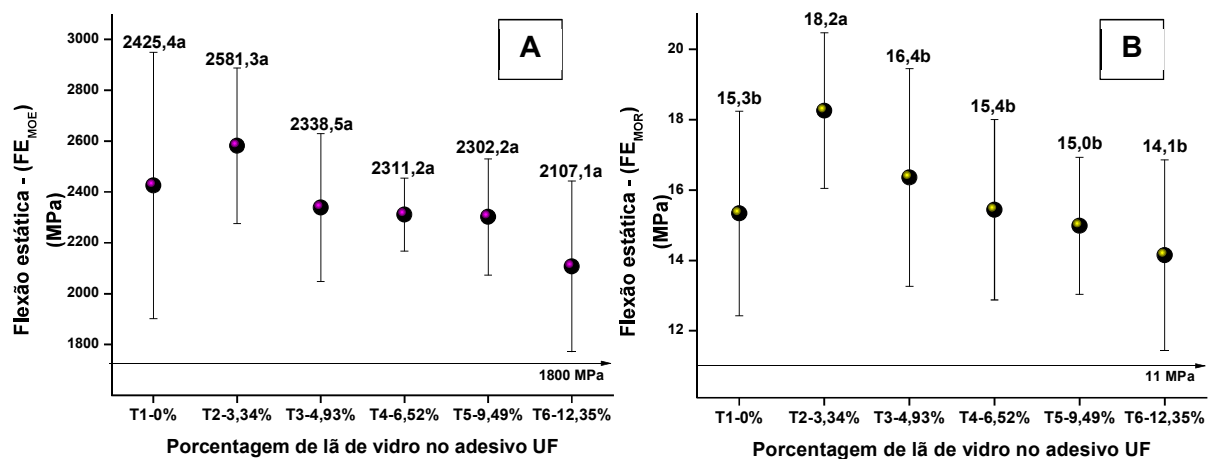 A
Flexão estática - (FE_MOE)
(MPa)
3000
2800
2600
2400
2200
2000
1800
2425,4a
2581,3a
2338,5a
2311,2a
2302,2a
2107,1a
1800 MPa
T1-0% T2-3,34% T3-4,93% T4-6,52% T5-9,49% T6-12,35%
Porcentagem de lã de vidro no adesivo UF
B
Flexão estática - (FE_MOR)
(MPa)
20
18
16
14
12
15,3b
18,2a
16,4b
15,4b
15,0b
14,1b
11 MPa
T1-0% T2-3,34% T3-4,93% T4-6,52% T5-9,49% T6-12,35%
Porcentagem de lã de vidro no adesivo UF